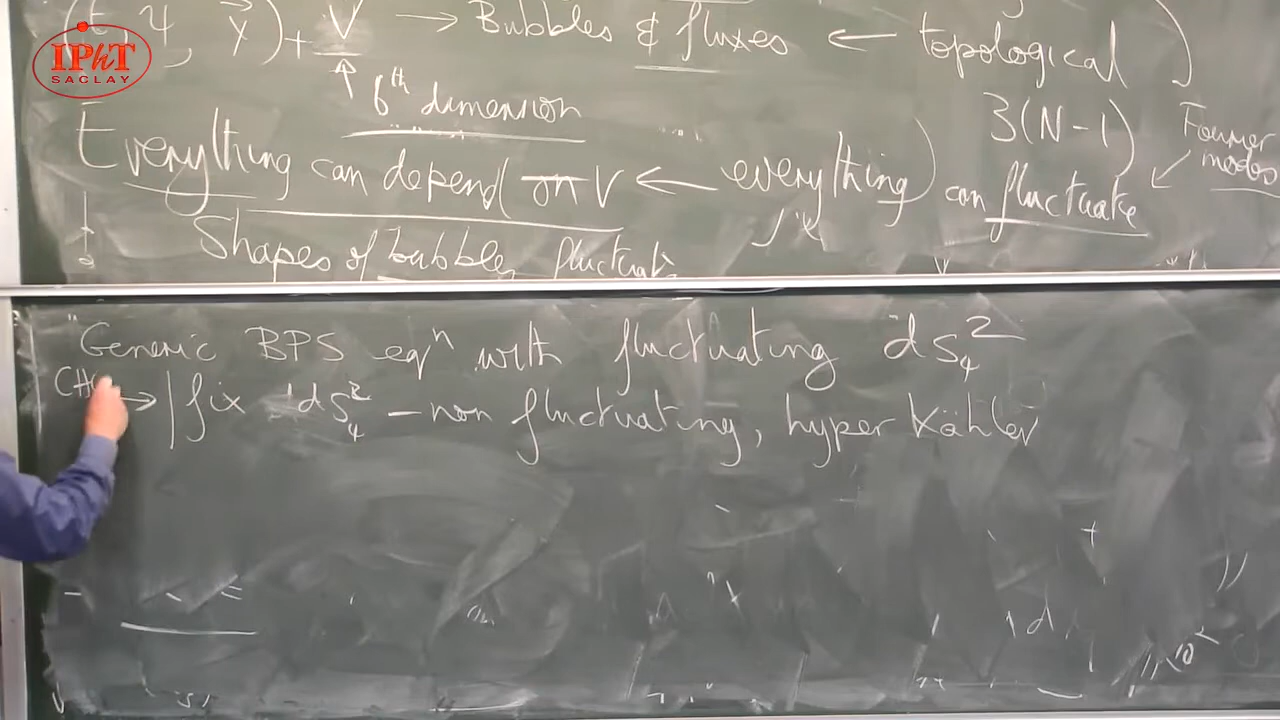 IPhT
SACLAY
(t, ψ, y⃗) + V → Bubbles & fluxes ← topological )
↑ 6th dimension
3(N-1)
Fourier modes
Everything can depend on V ← everything) can fluctuate
Shapes of bubbles fluctuate
"Generic BPS eqn with fluctuating ds₄²
→ | fix ds₄² – non fluctuating, hyper Kähler